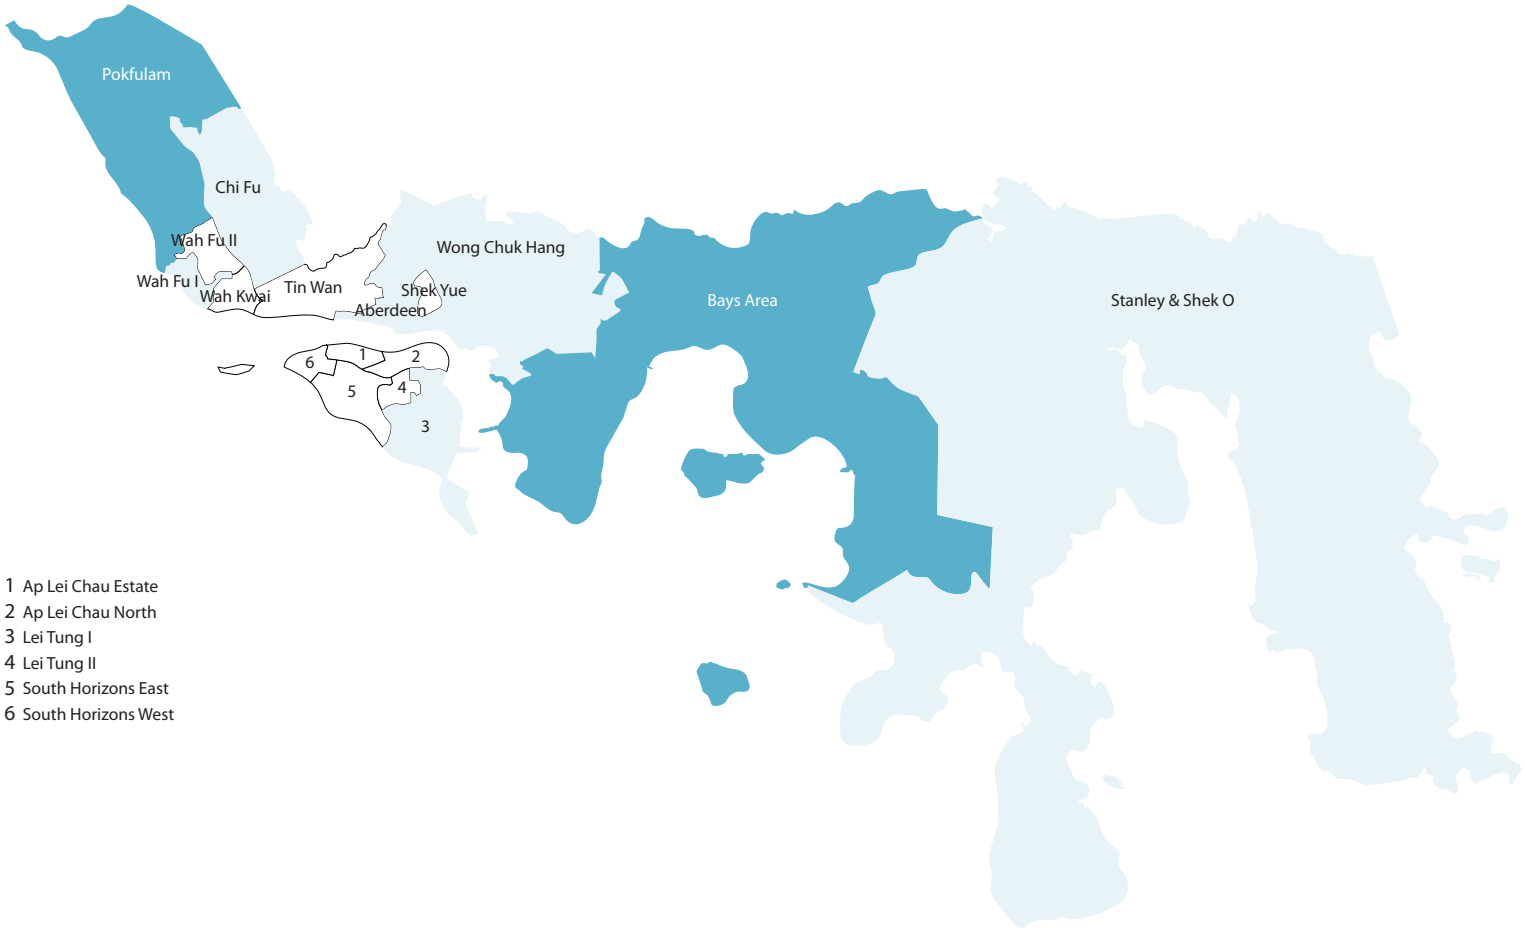 Pokfulam
Chi Fu
Wah Fu II
Wong Chuk Hang
Wah Fu I
Tin Wan
Shek Yue
Wah Kwai
Aberdeen
Bays Area
Stanley & Shek O
1
2
6
5
4
3
1 Ap Lei Chau Estate
2 Ap Lei Chau North
3 Lei Tung I
4 Lei Tung II
5 South Horizons East
6 South Horizons West